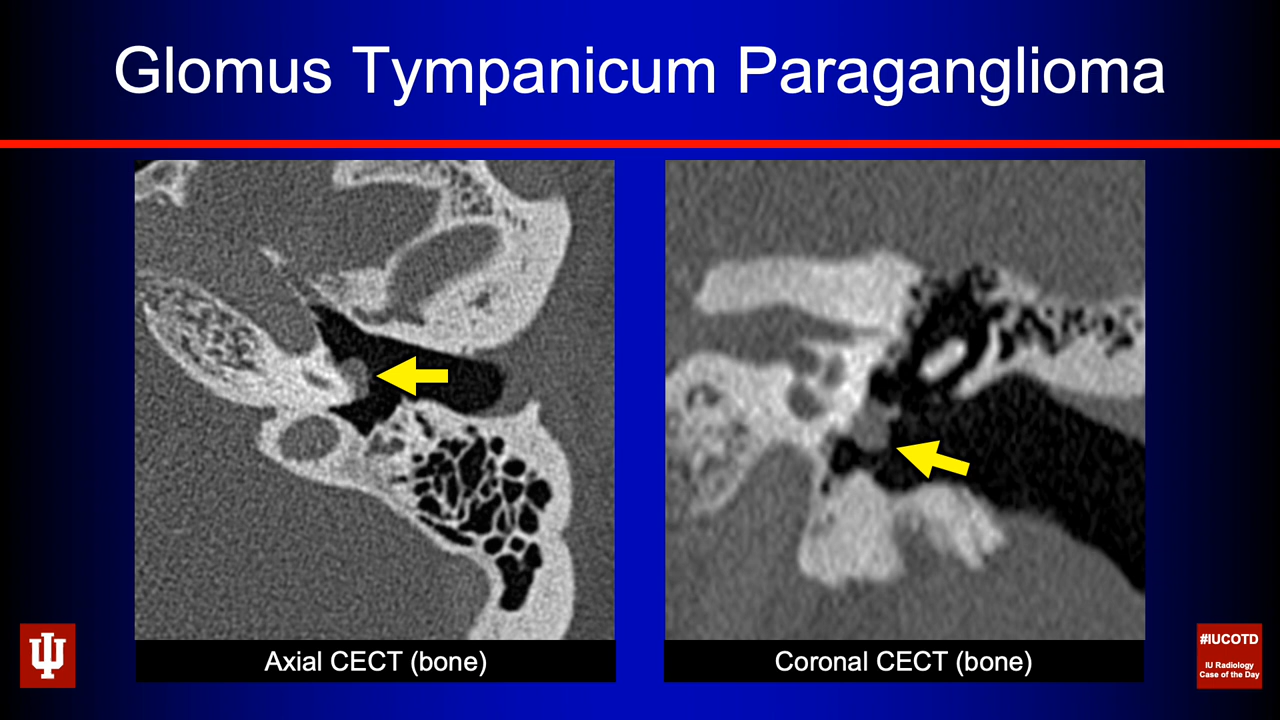 Glomus Tympanicum Paraganglioma
Axial CECT (bone)
Coronal CECT (bone)
#IUCOTD
IU Radiology
Case of the Day